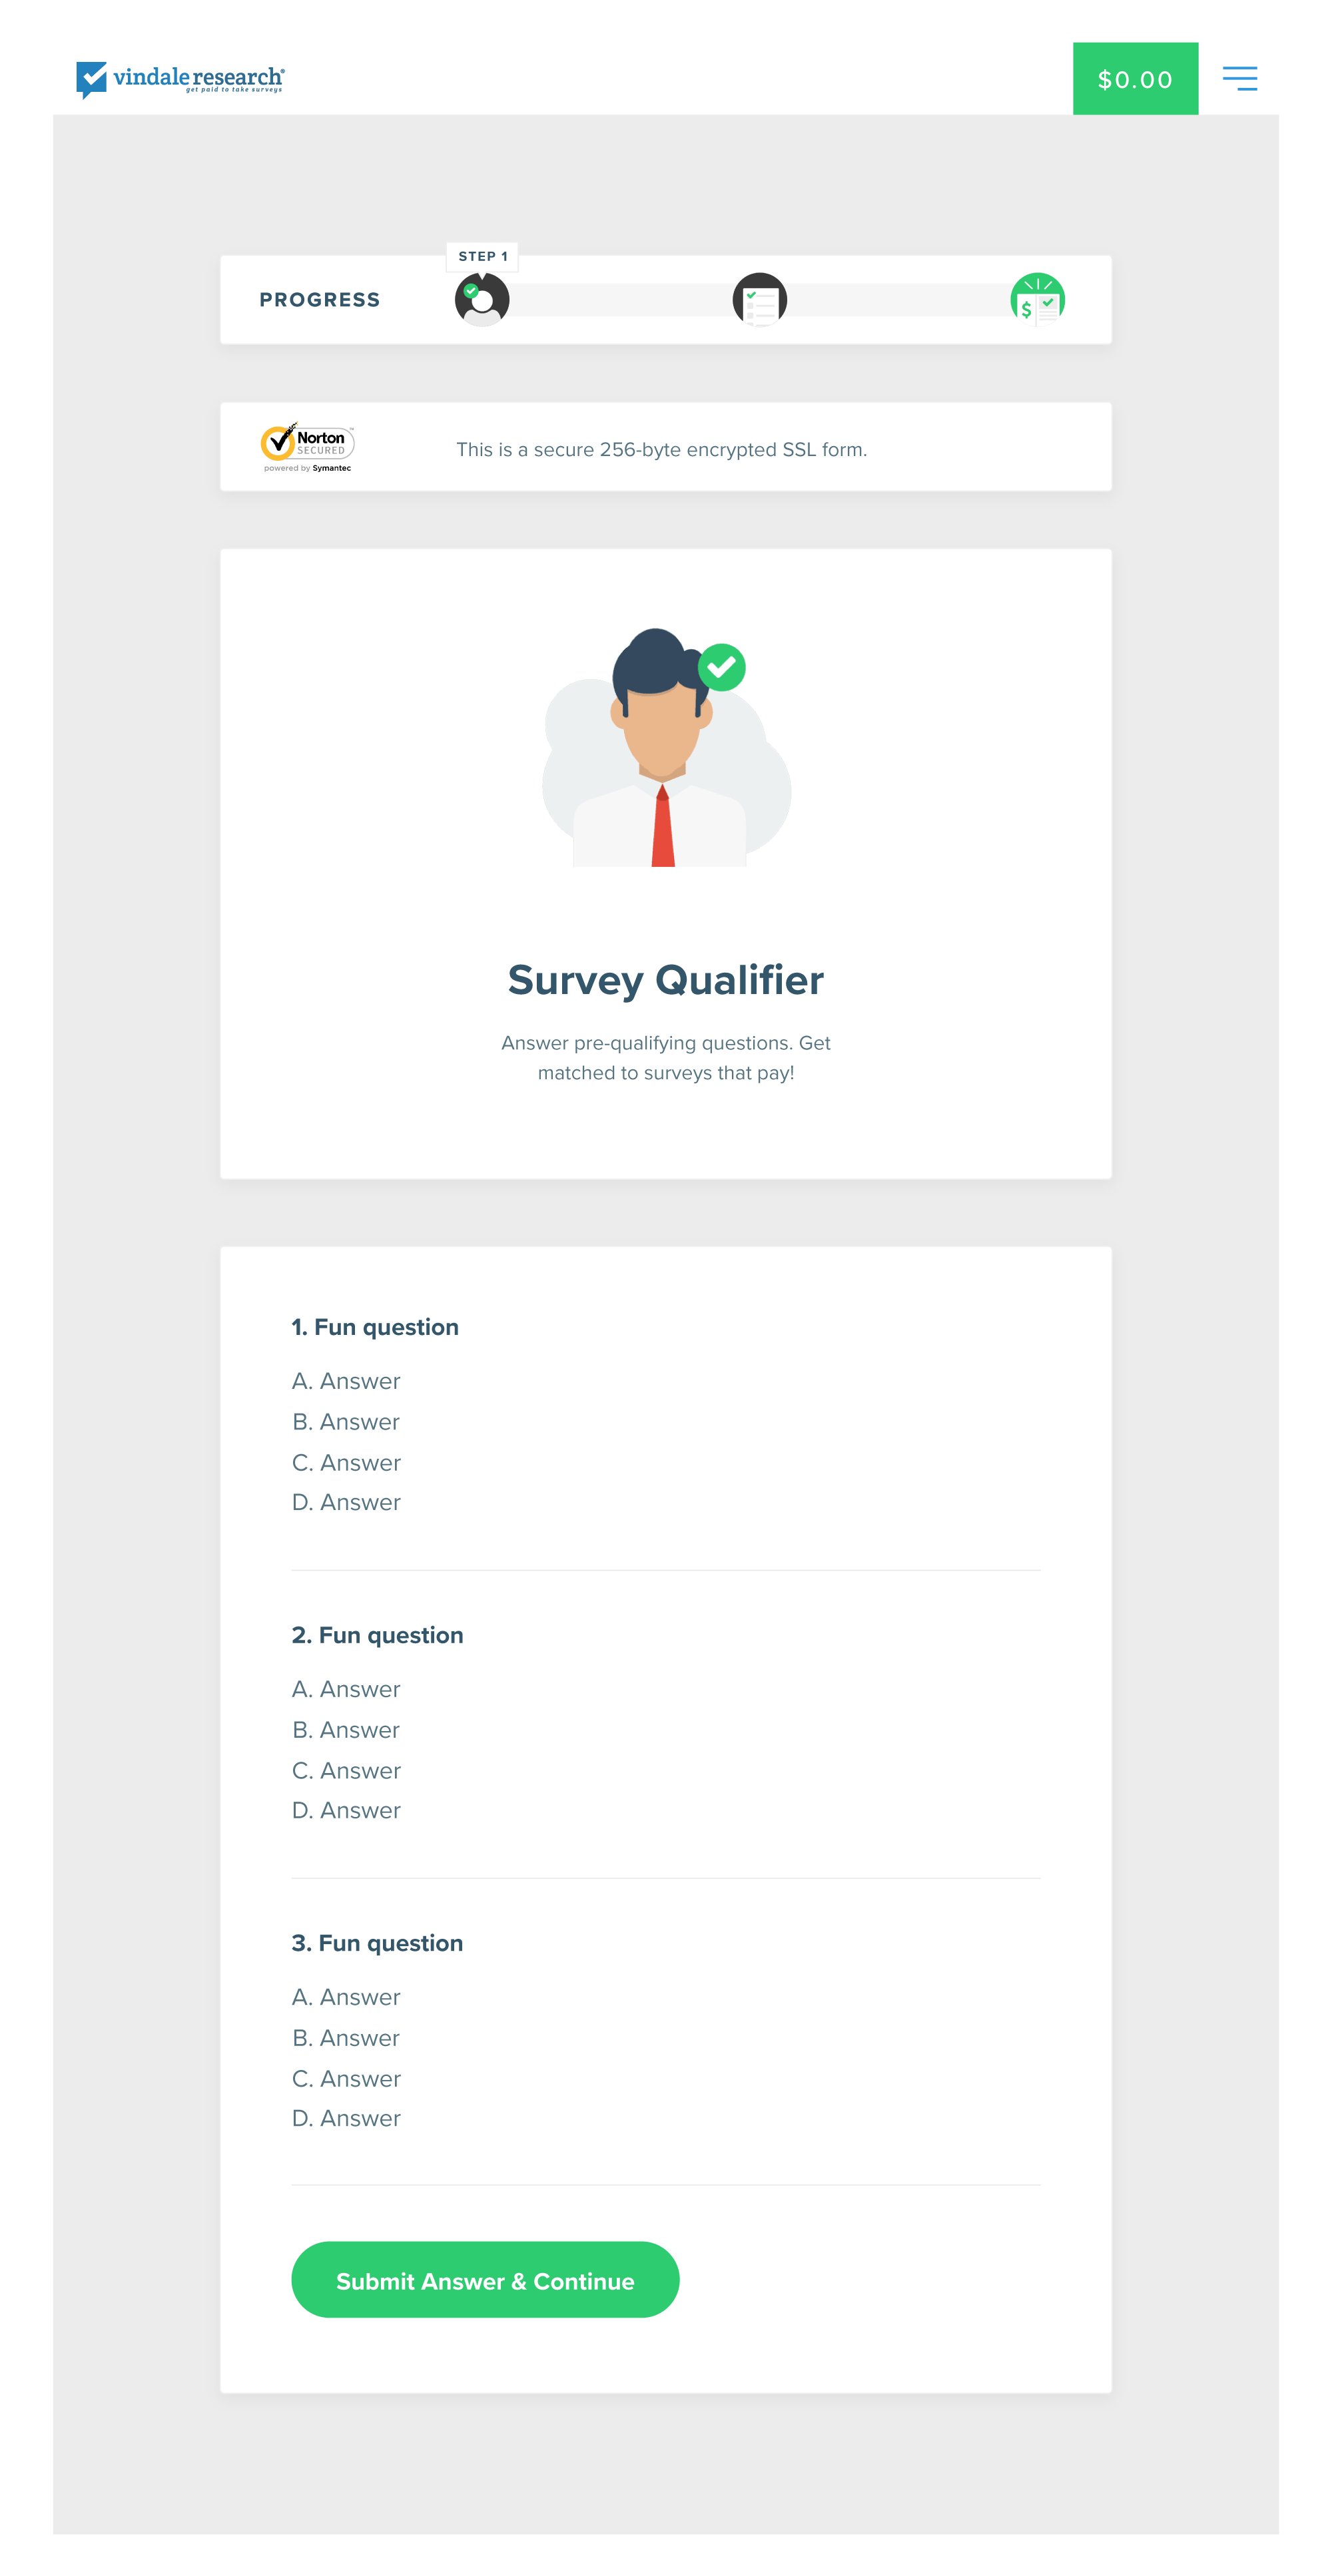 vindale research®
get paid to take surveys
$0.00
STEP 1
PROGRESS
$
Norton™
SECURED
powered by Symantec
This is a secure 256-byte encrypted SSL form.
Survey Qualifier
Answer pre-qualifying questions. Get
matched to surveys that pay!
1. Fun question
A. Answer
B. Answer
C. Answer
D. Answer
2. Fun question
A. Answer
B. Answer
C. Answer
D. Answer
3. Fun question
A. Answer
B. Answer
C. Answer
D. Answer
Submit Answer & Continue